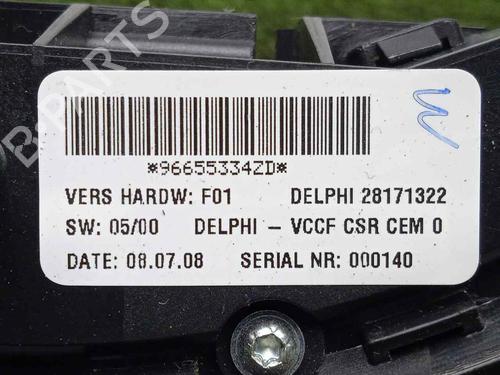 *96655334ZD*
VERS HARDW: F01 DELPHI 28171322
SW: 05/00 DELPHI – VCCF CSR CEM 0
DATE: 08.07.08 SERIAL NR: 000140
B-PARTS